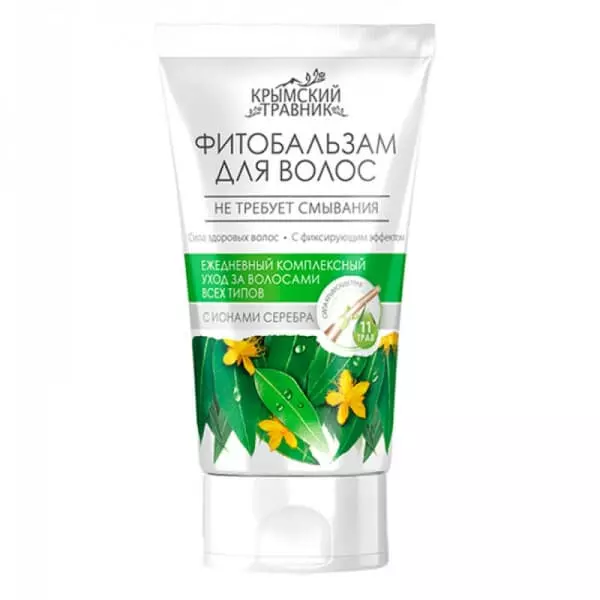 КРЫМСКИЙ
ТРАВНИК
ФИТОБАЛЬЗАМ
ДЛЯ ВОЛОС
НЕ ТРЕБУЕТ СМЫВАНИЯ
Сила здоровых волос • С фиксирующим эффектом
ЕЖЕДНЕВНЫЙ КОМПЛЕКСНЫЙ
УХОД ЗА ВОЛОСАМИ
ВСЕХ ТИПОВ
С ИОНАМИ СЕРЕБРА
11
ТРАВ